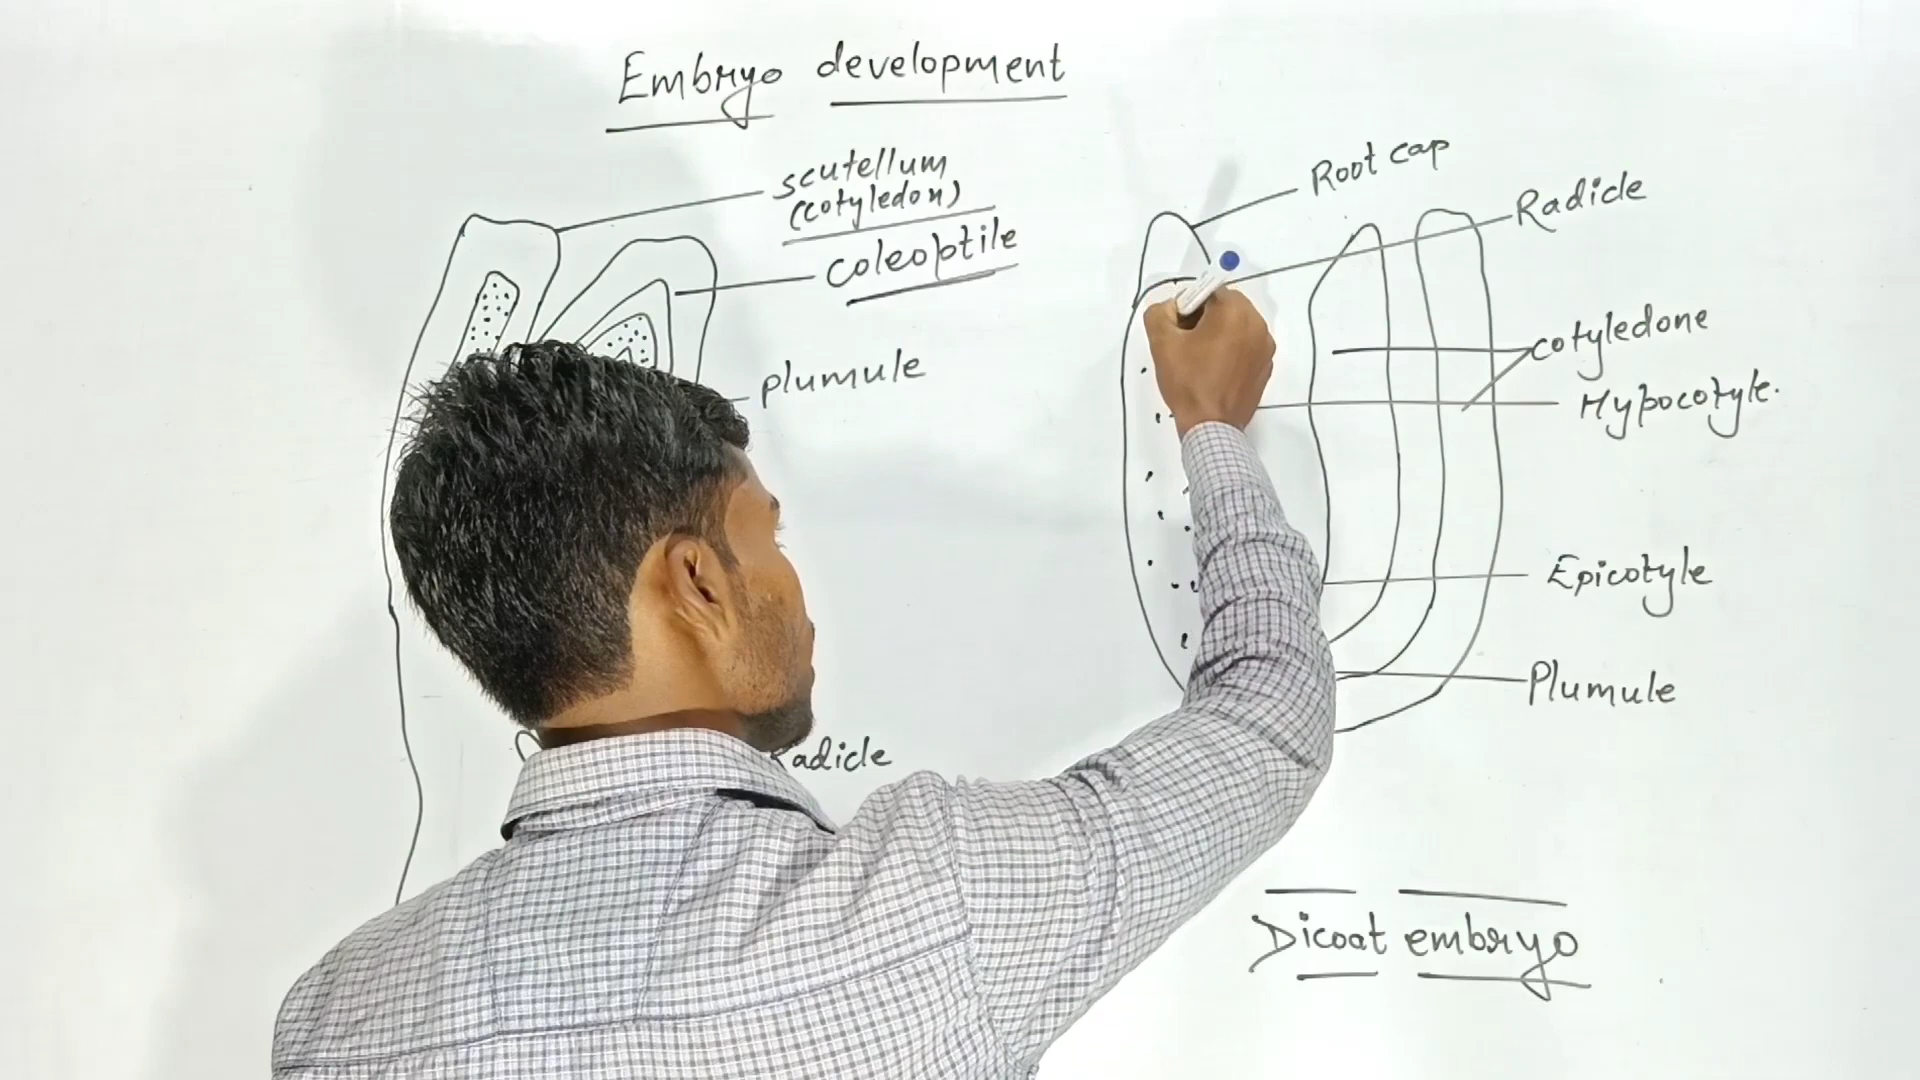 Embryo development
scutellum
(cotyledon)
coleoptile
plumule
Radicle
Root cap
Radicle
cotyledone
Hypocotyle.
Epicotyle
Plumule
Dicoat embryo